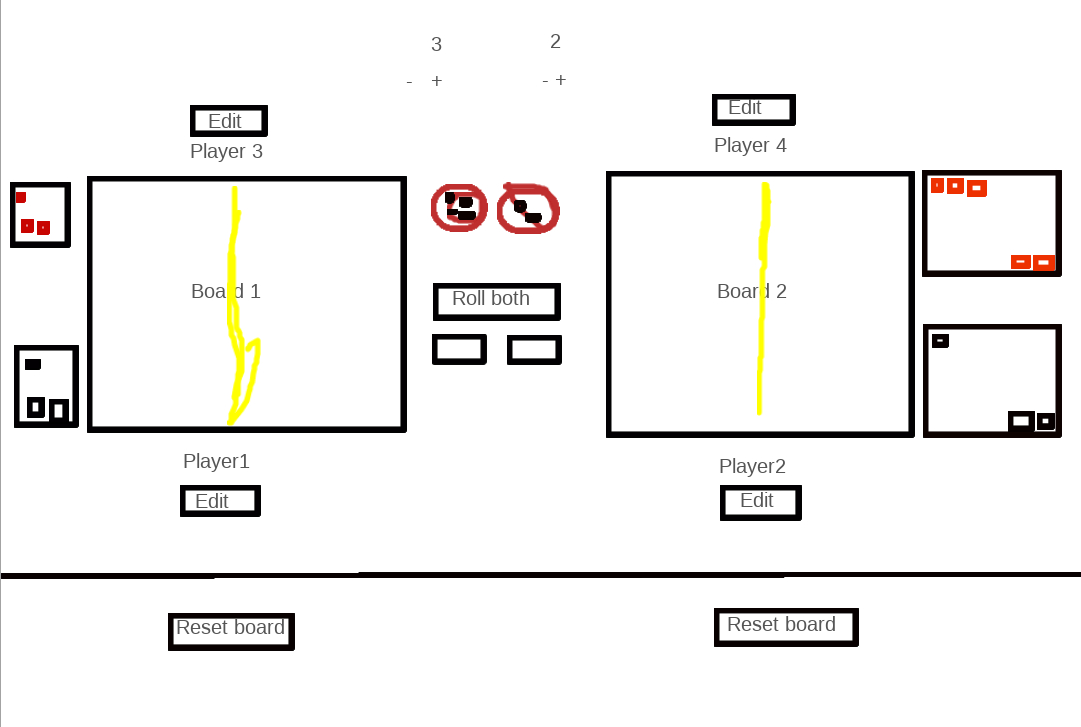 3 2
- + - +
Edit Edit
Player 3 Player 4
Board 1 Board 2
Roll both
Player1 Player2
Edit Edit
Reset board Reset board